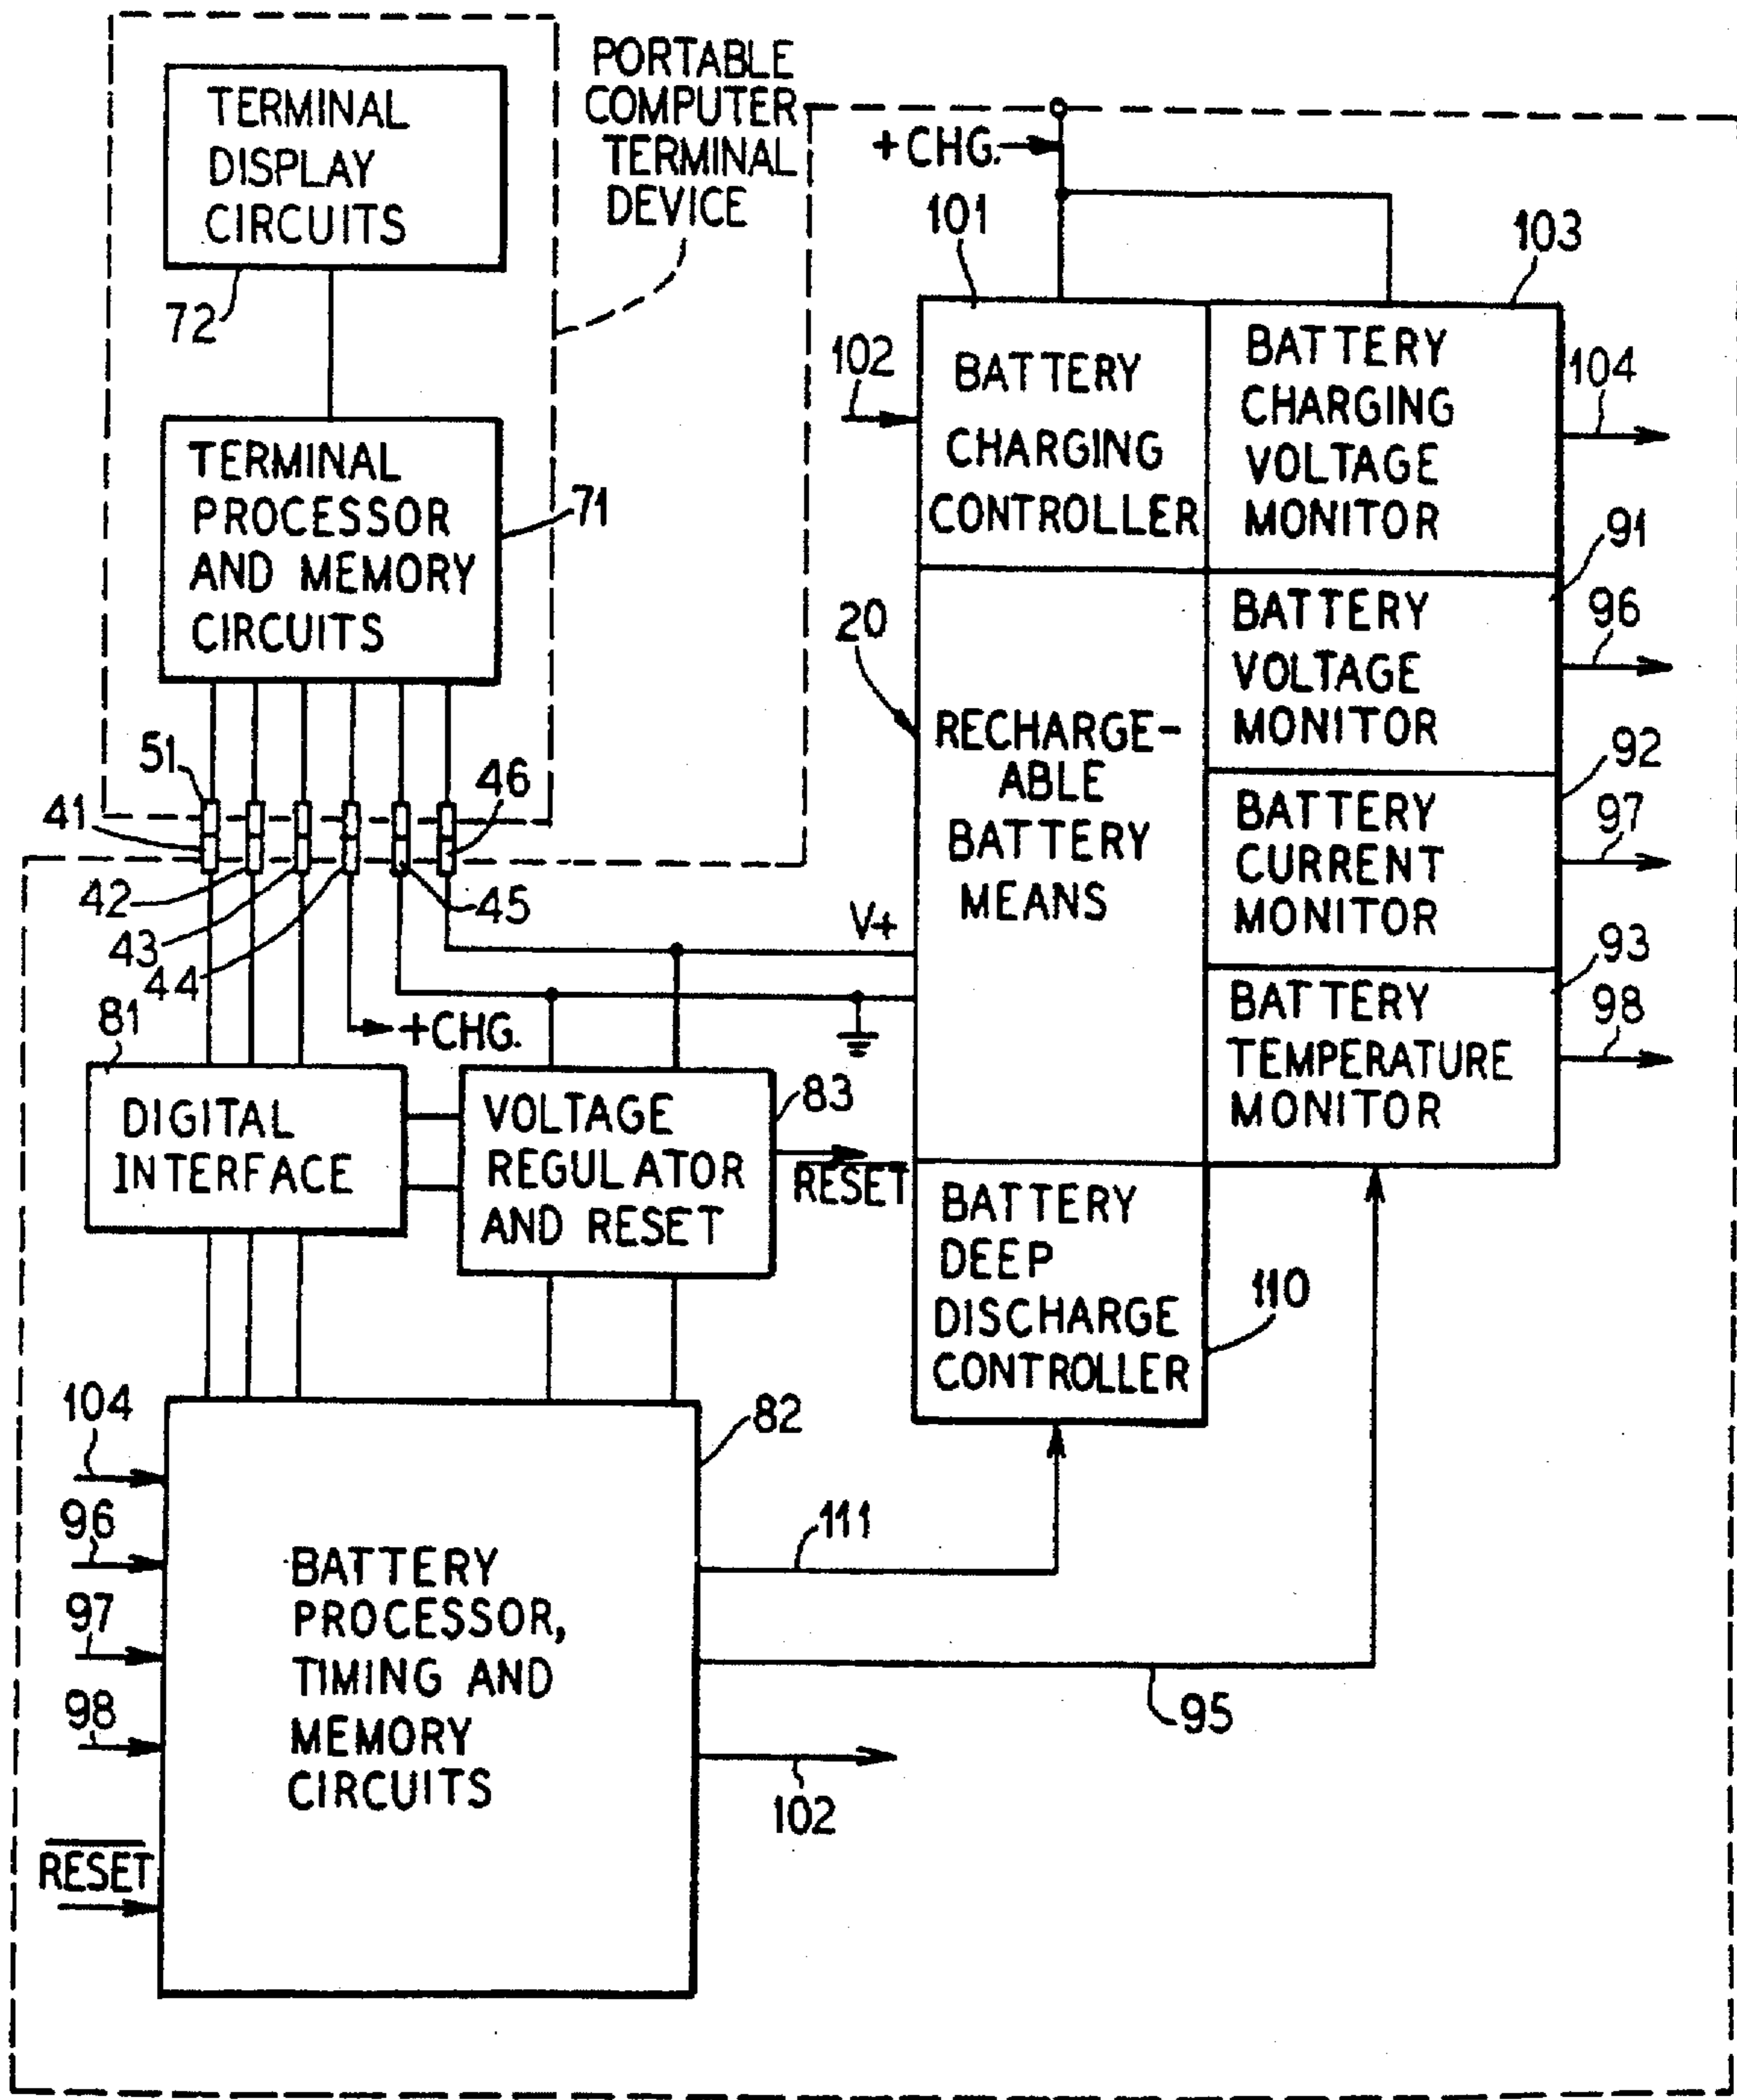 TERMINAL
DISPLAY
CIRCUITS
72
PORTABLE
COMPUTER
TERMINAL
DEVICE
TERMINAL
PROCESSOR
AND MEMORY
CIRCUITS
71
51
41
42
43
44
45
46
+CHG.
+CHG.
101
102
BATTERY
CHARGING
CONTROLLER
103
BATTERY
CHARGING
VOLTAGE
MONITOR
104
91
BATTERY
VOLTAGE
MONITOR
96
92
BATTERY
CURRENT
MONITOR
97
93
BATTERY
TEMPERATURE
MONITOR
98
20
RECHARGE-
ABLE
BATTERY
MEANS
V+
81
DIGITAL
INTERFACE
VOLTAGE
REGULATOR
AND RESET
83
RESET
BATTERY
DEEP
DISCHARGE
CONTROLLER
110
104
96
97
98
RESET
82
BATTERY
PROCESSOR,
TIMING AND
MEMORY
CIRCUITS
111
95
102